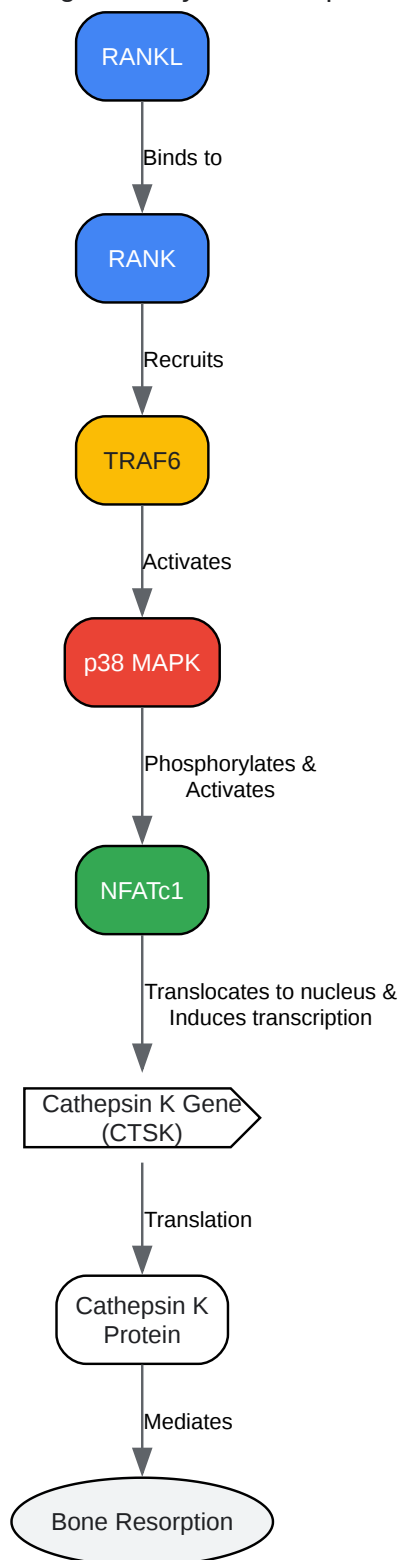 RANKL
Binds to
RANK
Recruits
TRAF6
Activates
p38 MAPK
Phosphorylates &
Activates
NFATc1
Translocates to nucleus &
Induces transcription
Cathepsin K Gene
(CTSK)
Translation
Cathepsin K
Protein
Mediates
Bone Resorption